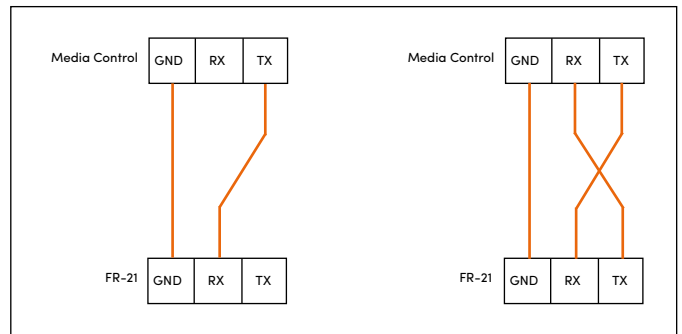 Media Control GND RX TX
FR-21 GND RX TX
Media Control GND RX TX
FR-21 GND RX TX